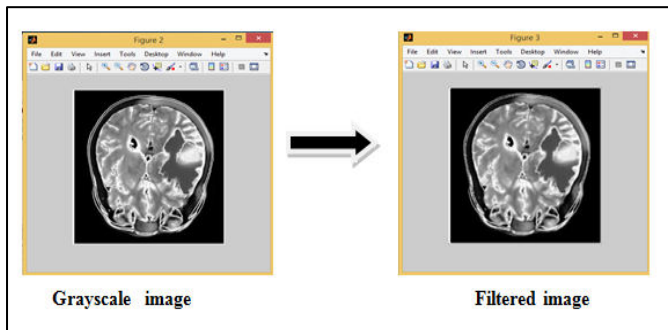 Figure 2
File Edit View Insert Tools Desktop Window Help
Figure 3
File Edit View Insert Tools Desktop Window Help
Grayscale image
Filtered image